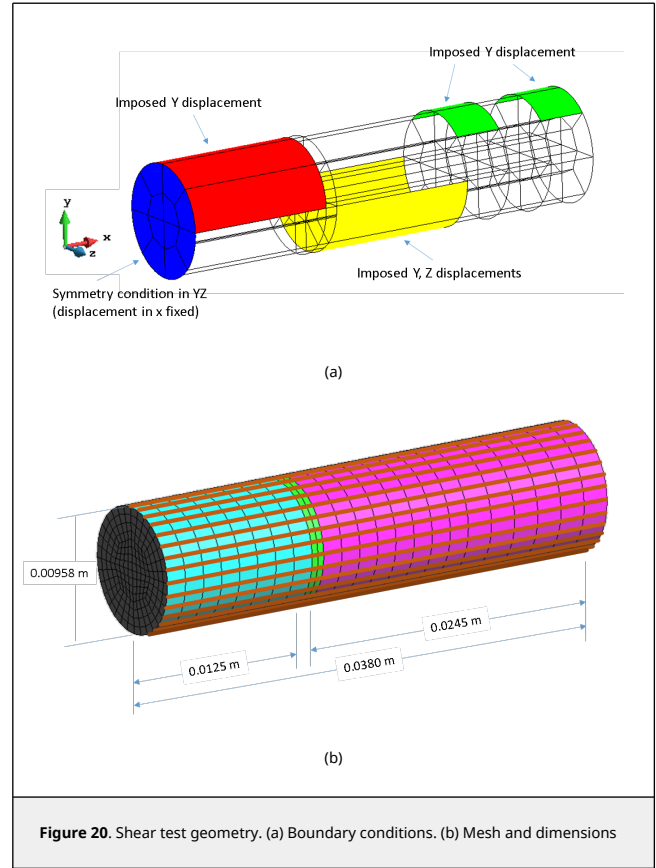 Imposed Y displacement
Imposed Y displacement
y
x
z
Imposed Y, Z displacements
Symmetry condition in YZ
(displacement in x fixed)
(a)
0.00958 m
0.0245 m
0.0125 m
0.0380 m
(b)
Figure 20. Shear test geometry. (a) Boundary conditions. (b) Mesh and dimensions